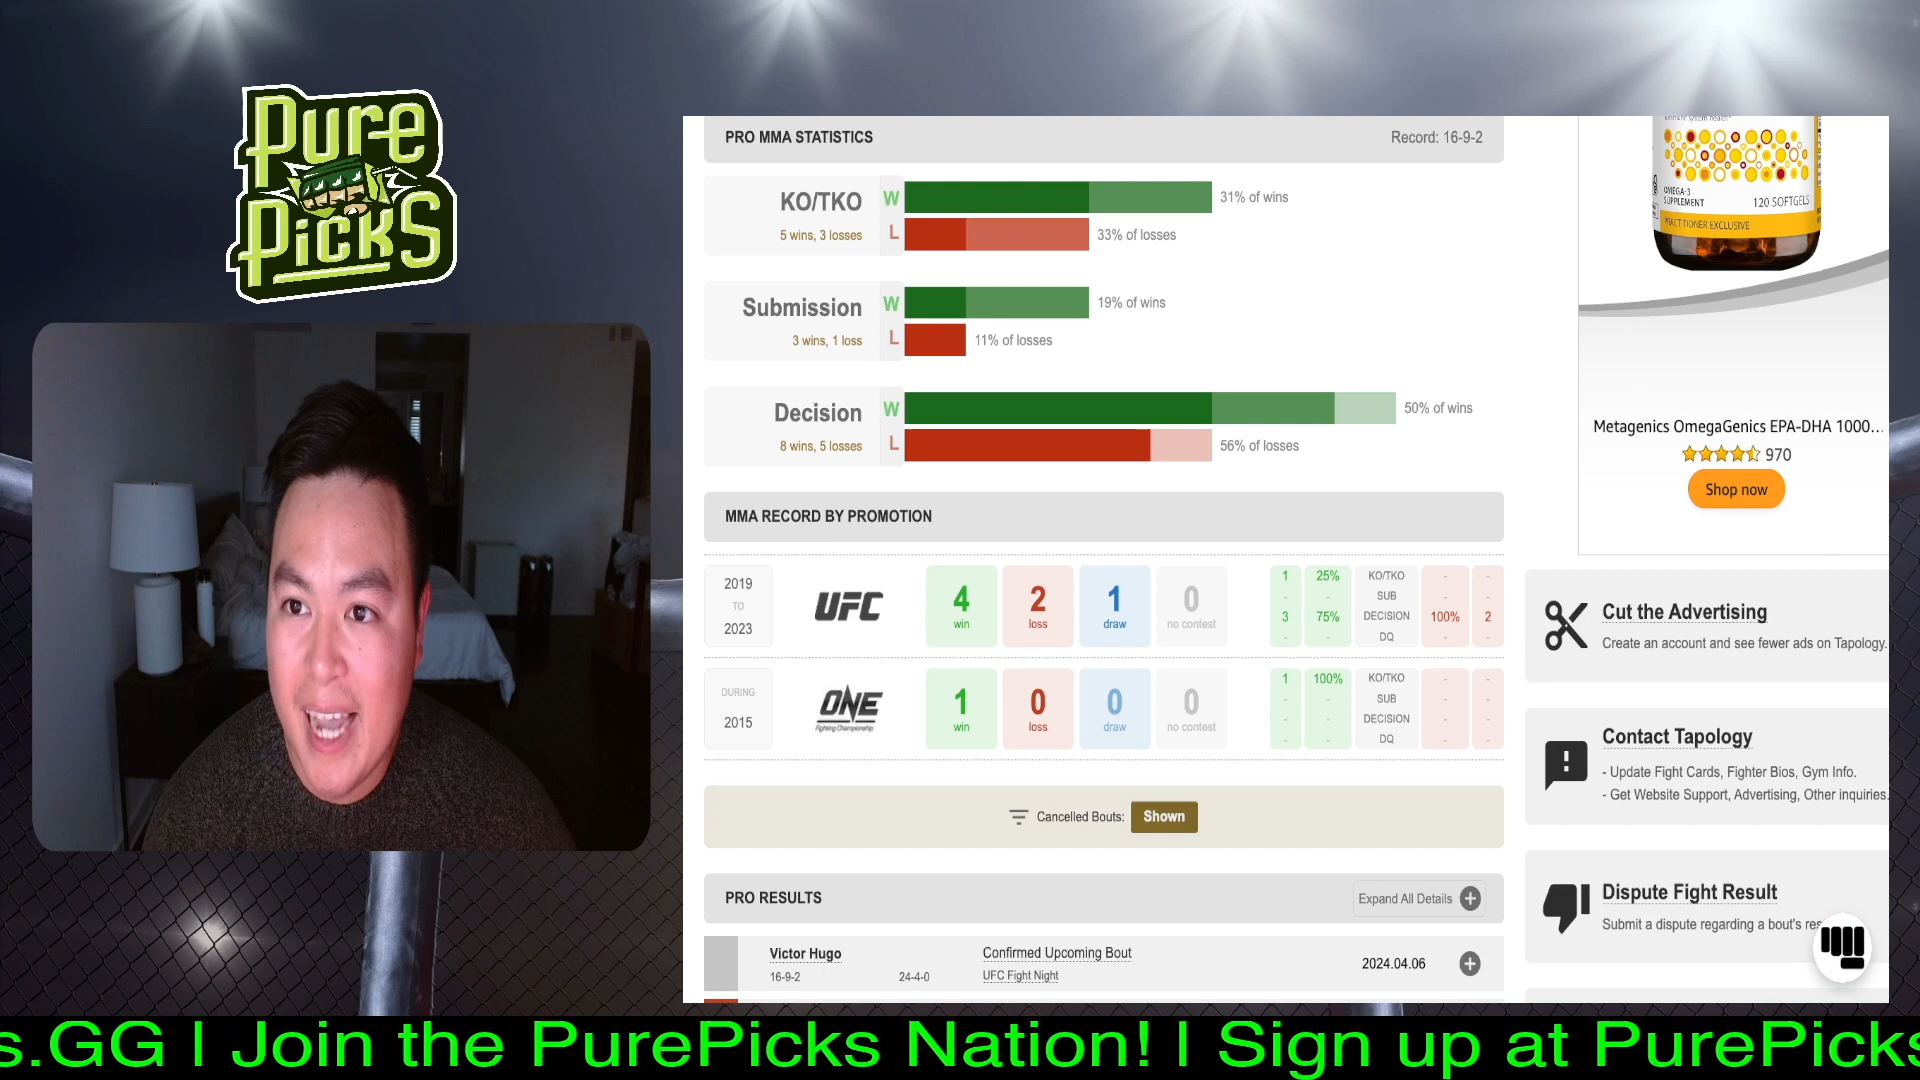 Pure
Picks
PRO MMA STATISTICS
Record: 16-9-2
KO/TKO
5 wins, 3 losses
W
31% of wins
L
33% of losses
Submission
3 wins, 1 loss
W
19% of wins
L
11% of losses
Decision
8 wins, 5 losses
W
50% of wins
L
56% of losses
MMA RECORD BY PROMOTION
2019
TO
2023
UFC
4
win
2
loss
1
draw
0
no contest
1 25% KO/TKO - -
- - SUB - -
3 75% DECISION 100% 2
- - DQ - -
DURING
2015
ONE
Fighting Championship
1
win
0
loss
0
draw
0
no contest
1 100% KO/TKO - -
- - SUB - -
- - DECISION - -
- - DQ - -
Cancelled Bouts: Shown
PRO RESULTS
Expand All Details
Victor Hugo
16-9-2
24-4-0
Confirmed Upcoming Bout
UFC Fight Night
2024.04.06
OMEGA-3
SUPPLEMENT
120 SOFTGELS
PRACTITIONER EXCLUSIVE
Metagenics OmegaGenics EPA-DHA 1000...
970
Shop now
Cut the Advertising
Create an account and see fewer ads on Tapology.
Contact Tapology
- Update Fight Cards, Fighter Bios, Gym Info.
- Get Website Support, Advertising, Other inquiries.
Dispute Fight Result
Submit a dispute regarding a bout's res
s.GG | Join the PurePicks Nation! | Sign up at PurePicks